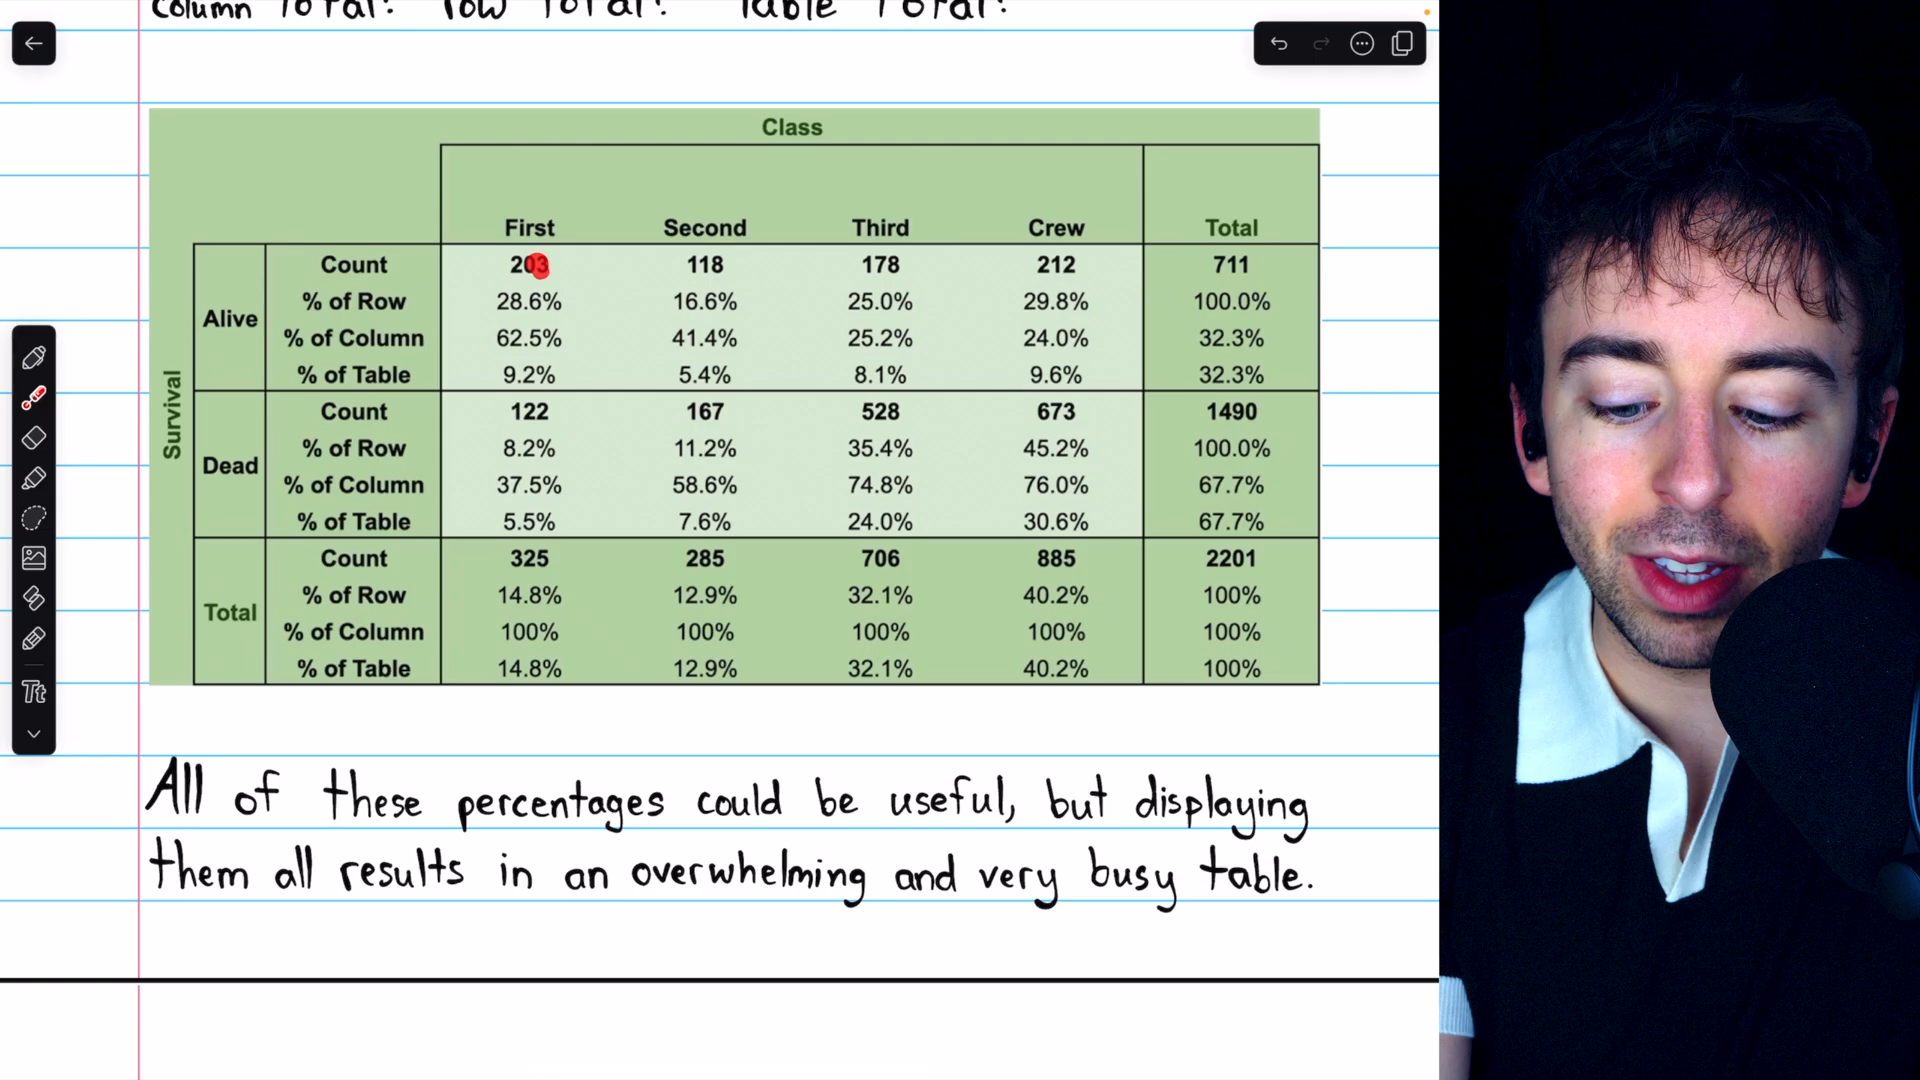 column Total? row Total? Table Total?
Class
First Second Third Crew Total
Survival
Alive
Count 203 118 178 212 711
% of Row 28.6% 16.6% 25.0% 29.8% 100.0%
% of Column 62.5% 41.4% 25.2% 24.0% 32.3%
% of Table 9.2% 5.4% 8.1% 9.6% 32.3%
Dead
Count 122 167 528 673 1490
% of Row 8.2% 11.2% 35.4% 45.2% 100.0%
% of Column 37.5% 58.6% 74.8% 76.0% 67.7%
% of Table 5.5% 7.6% 24.0% 30.6% 67.7%
Total
Count 325 285 706 885 2201
% of Row 14.8% 12.9% 32.1% 40.2% 100%
% of Column 100% 100% 100% 100% 100%
% of Table 14.8% 12.9% 32.1% 40.2% 100%
Tt
All of these percentages could be useful, but displaying
them all results in an overwhelming and very busy table.